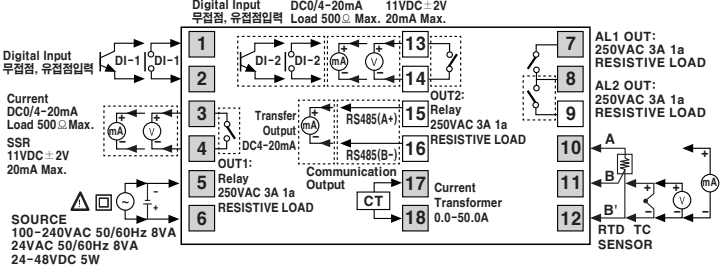 Digital Input
무접점, 유접점입력
DC0/4-20mA
Load 500Ω Max.
11VDC±2V
20mA Max.
Digital Input
무접점, 유접점입력
DI-1
DI-1
1
2
DI-2
DI-2
mA
V
13
14
7
8
9
AL1 OUT:
250VAC 3A 1a
RESISTIVE LOAD
AL2 OUT:
250VAC 3A 1a
RESISTIVE LOAD
Current
DC0/4-20mA
Load 500Ω Max.
SSR
11VDC±2V
20mA Max.
mA
V
3
4
OUT1:
Relay
250VAC 3A 1a
RESISTIVE LOAD
Transfer
Output
DC4-20mA
mA
RS485(A+)
RS485(B-)
Communication
Output
15
16
OUT2:
Relay
250VAC 3A 1a
RESISTIVE LOAD
5
6
SOURCE
100-240VAC 50/60Hz 8VA
24VAC 50/60Hz 8VA
24-48VDC 5W
CT
17
18
Current
Transformer
0.0-50.0A
10
11
12
A
B
B'
V
mA
RTD TC
SENSOR